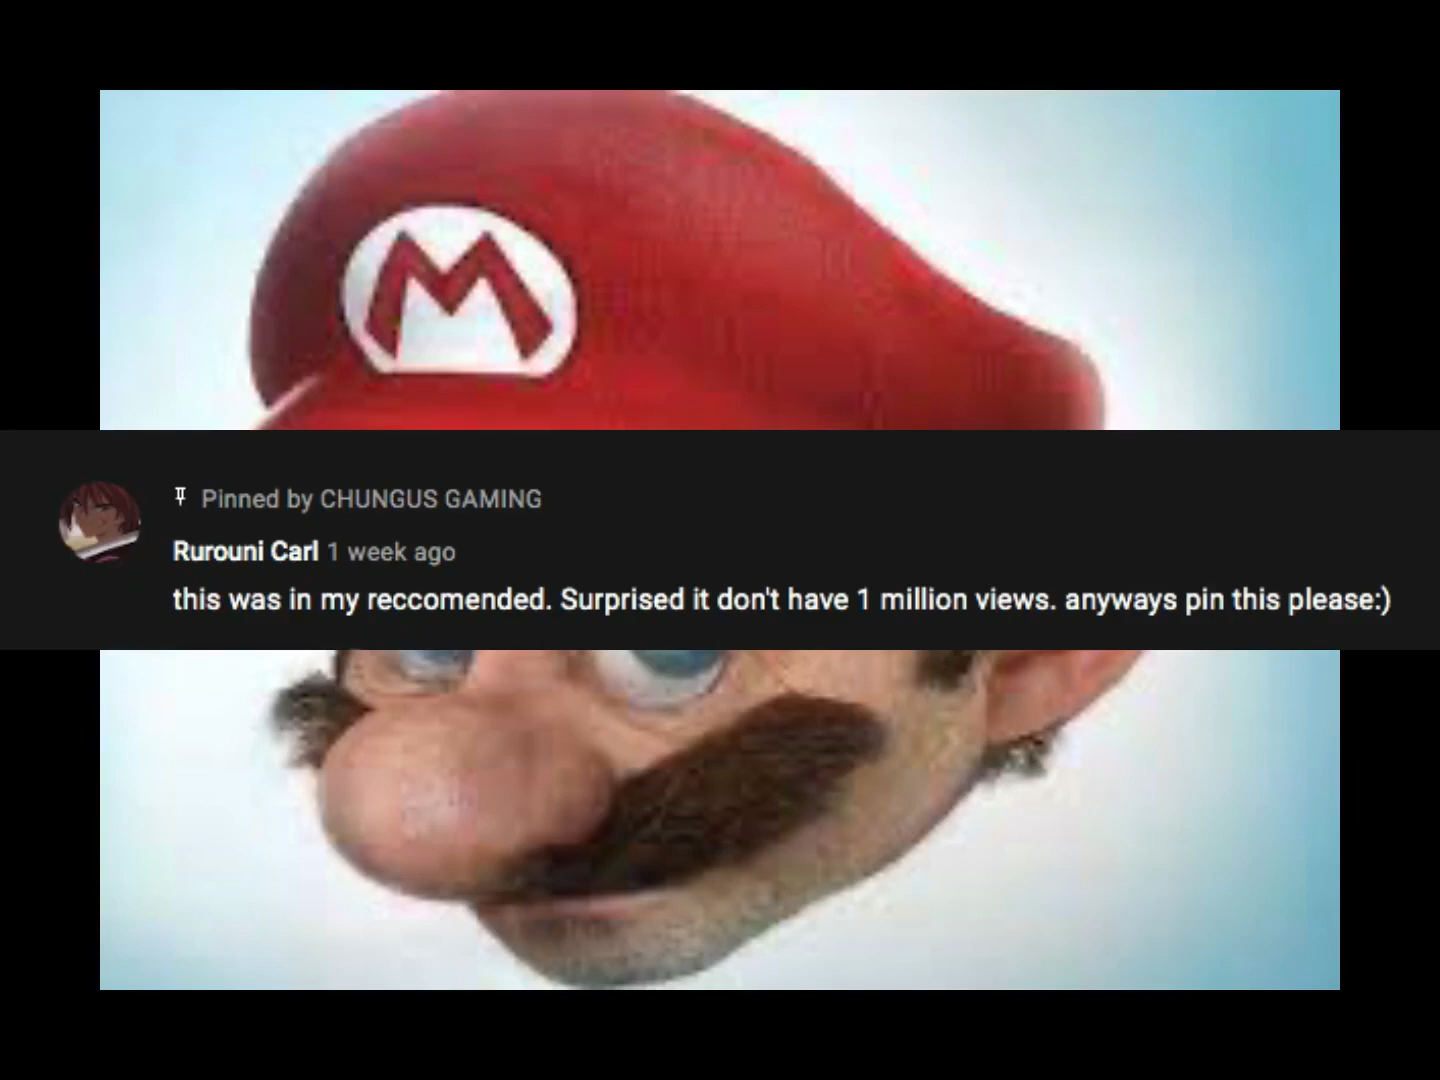 M
Pinned by CHUNGUS GAMING
Rurouni Carl 1 week ago
this was in my reccomended. Surprised it don't have 1 million views. anyways pin this please:)